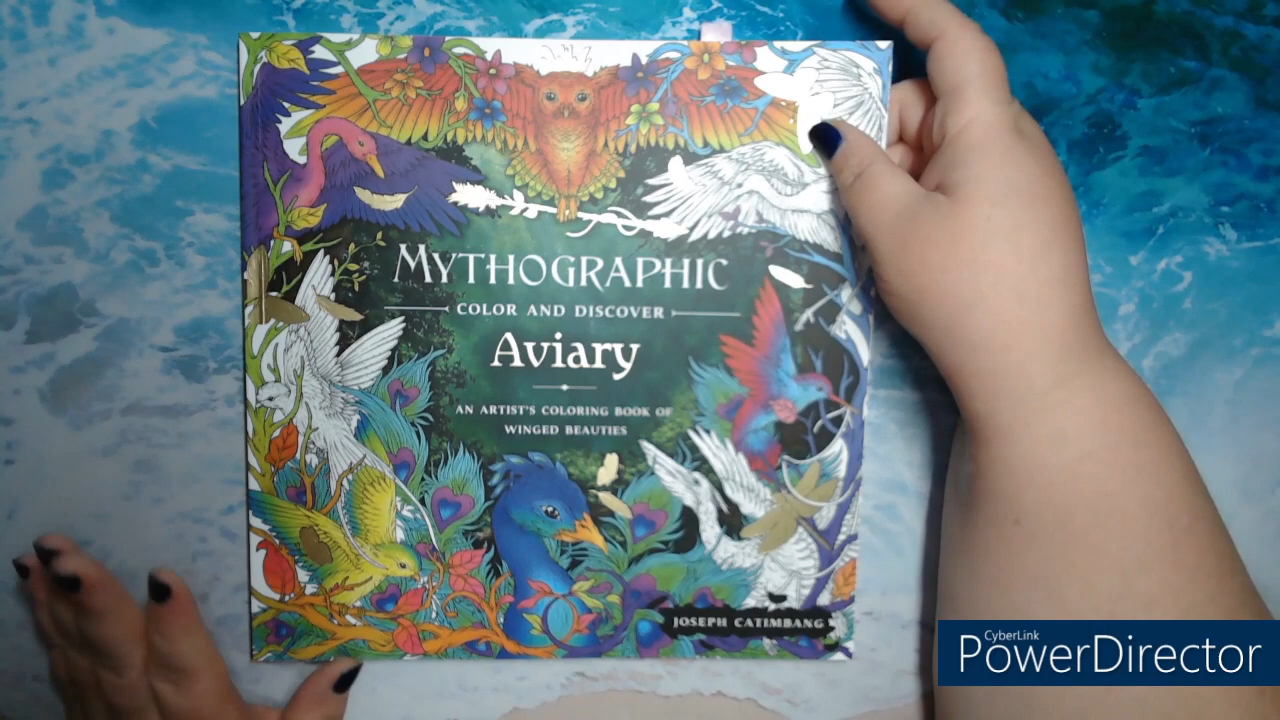 MYTHOGRAPHIC
COLOR AND DISCOVER
Aviary
AN ARTIST'S COLORING BOOK OF
WINGED BEAUTIES
JOSEPH CATIMBANG
CyberLink
PowerDirector